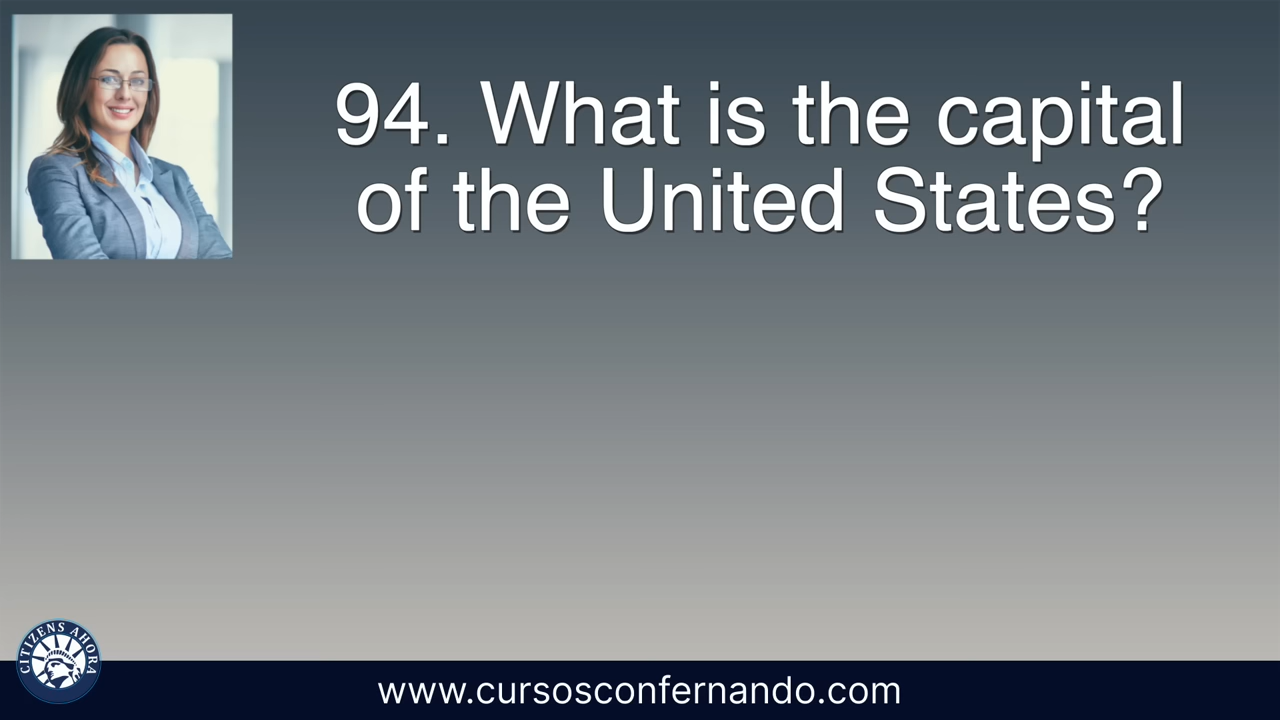 94. What is the capital
of the United States?
CITIZENS AHORA
www.cursosconfernando.com